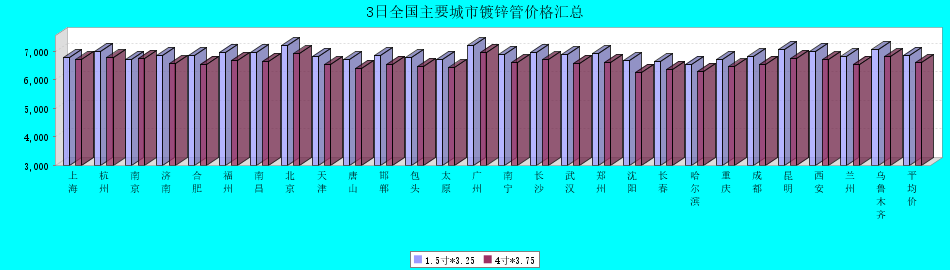 3日全国主要城市镀锌管价格汇总
7,000
6,000
5,000
4,000
3,000
上海
杭州
南京
济南
合肥
福州
南昌
北京
天津
唐山
邯郸
包头
太原
广州
南宁
长沙
武汉
郑州
沈阳
长春
哈尔滨
重庆
成都
昆明
西安
兰州
乌鲁木齐
平均价
1.5寸*3.25
4寸*3.75